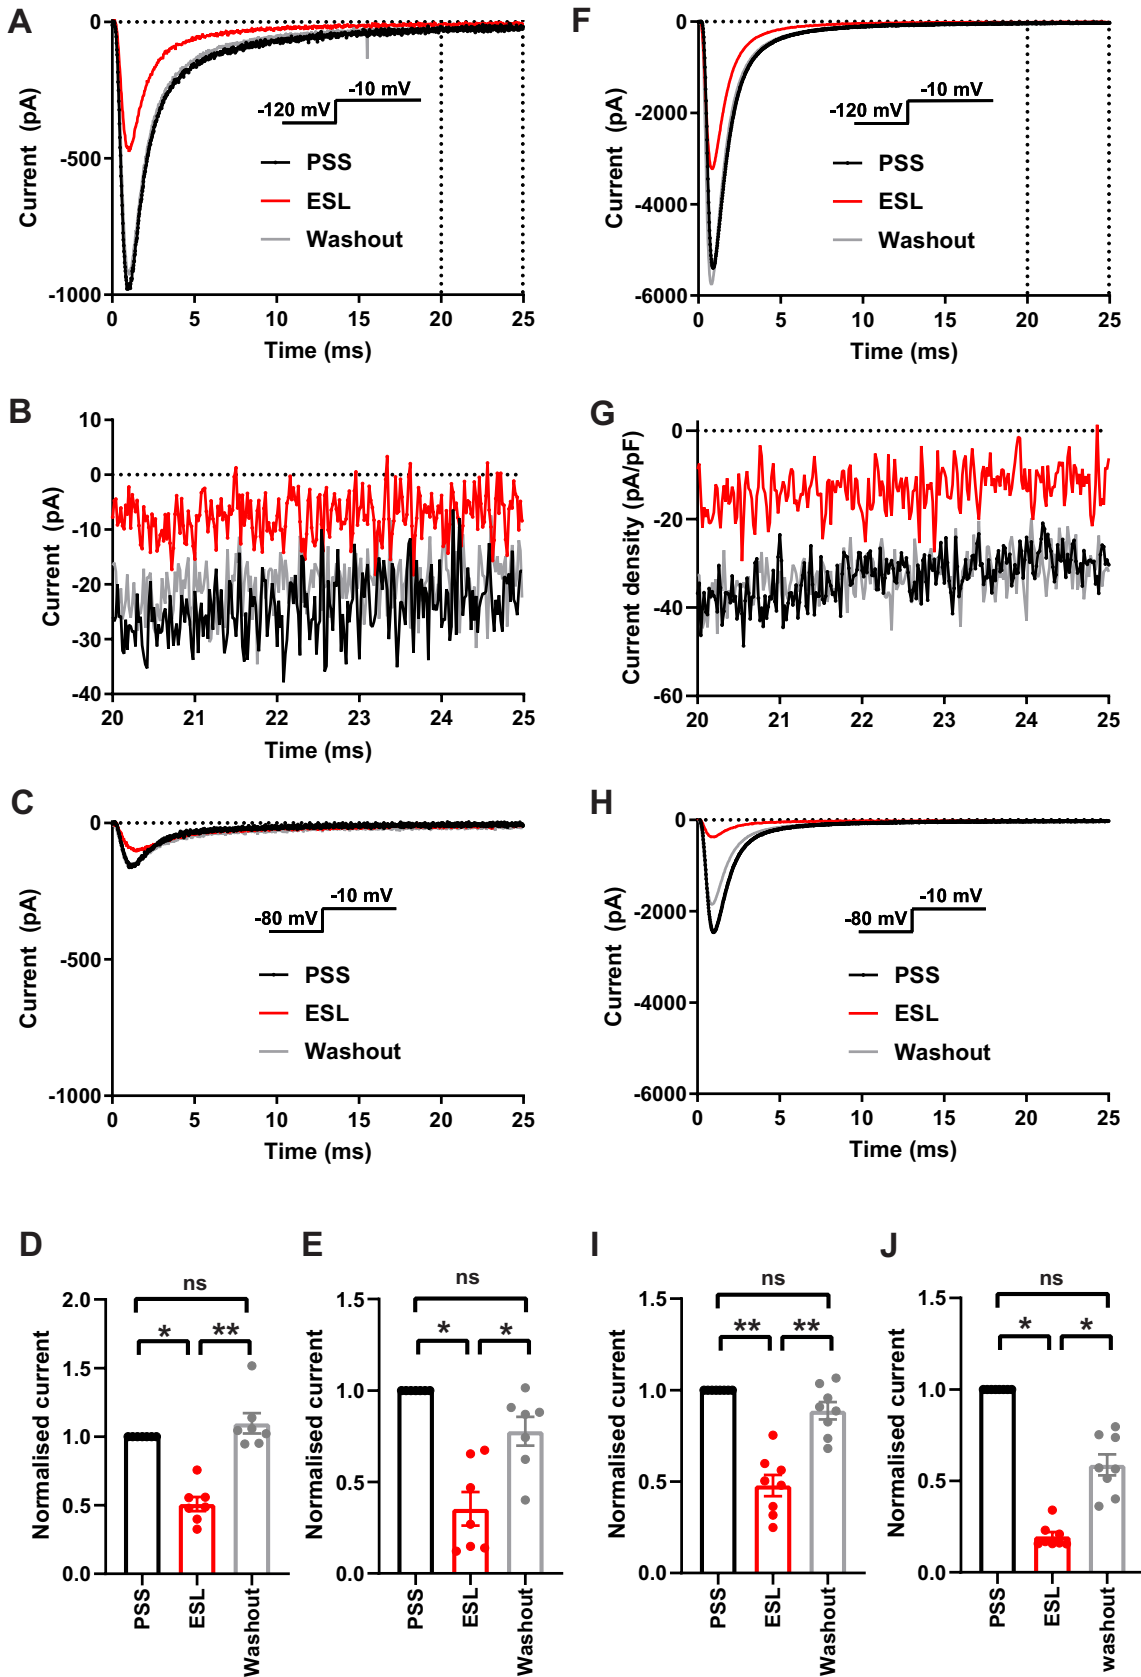 A
0
-500
-1000
Current (pA)
-120 mV
-10 mV
PSS
ESL
Washout
0 5 10 15 20 25
Time (ms)
F
0
-2000
-4000
-6000
Current (pA)
-120 mV
-10 mV
PSS
ESL
Washout
0 5 10 15 20 25
Time (ms)
B
10
0
-10
-20
-30
-40
Current (pA)
20 21 22 23 24 25
Time (ms)
G
0
-20
-40
-60
Current density (pA/pF)
20 21 22 23 24 25
C
0
-500
-1000
Current (pA)
-80 mV
-10 mV
PSS
ESL
Washout
0 5 10 15 20 25
Time (ms)
H
0
-2000
-4000
-6000
Current (pA)
-80 mV
-10 mV
PSS
ESL
Washout
0 5 10 15 20 25
Time (ms)
D
ns
* **
2.0
1.5
1.0
0.5
0.0
Normalised current
PSS
ESL
Washout
E
ns
* *
1.5
1.0
0.5
0.0
Normalised current
PSS
ESL
Washout
I
ns
** **
1.5
1.0
0.5
0.0
Normalised current
PSS
ESL
Washout
J
ns
* *
1.5
1.0
0.5
0.0
Normalised current
PSS
ESL
Washout